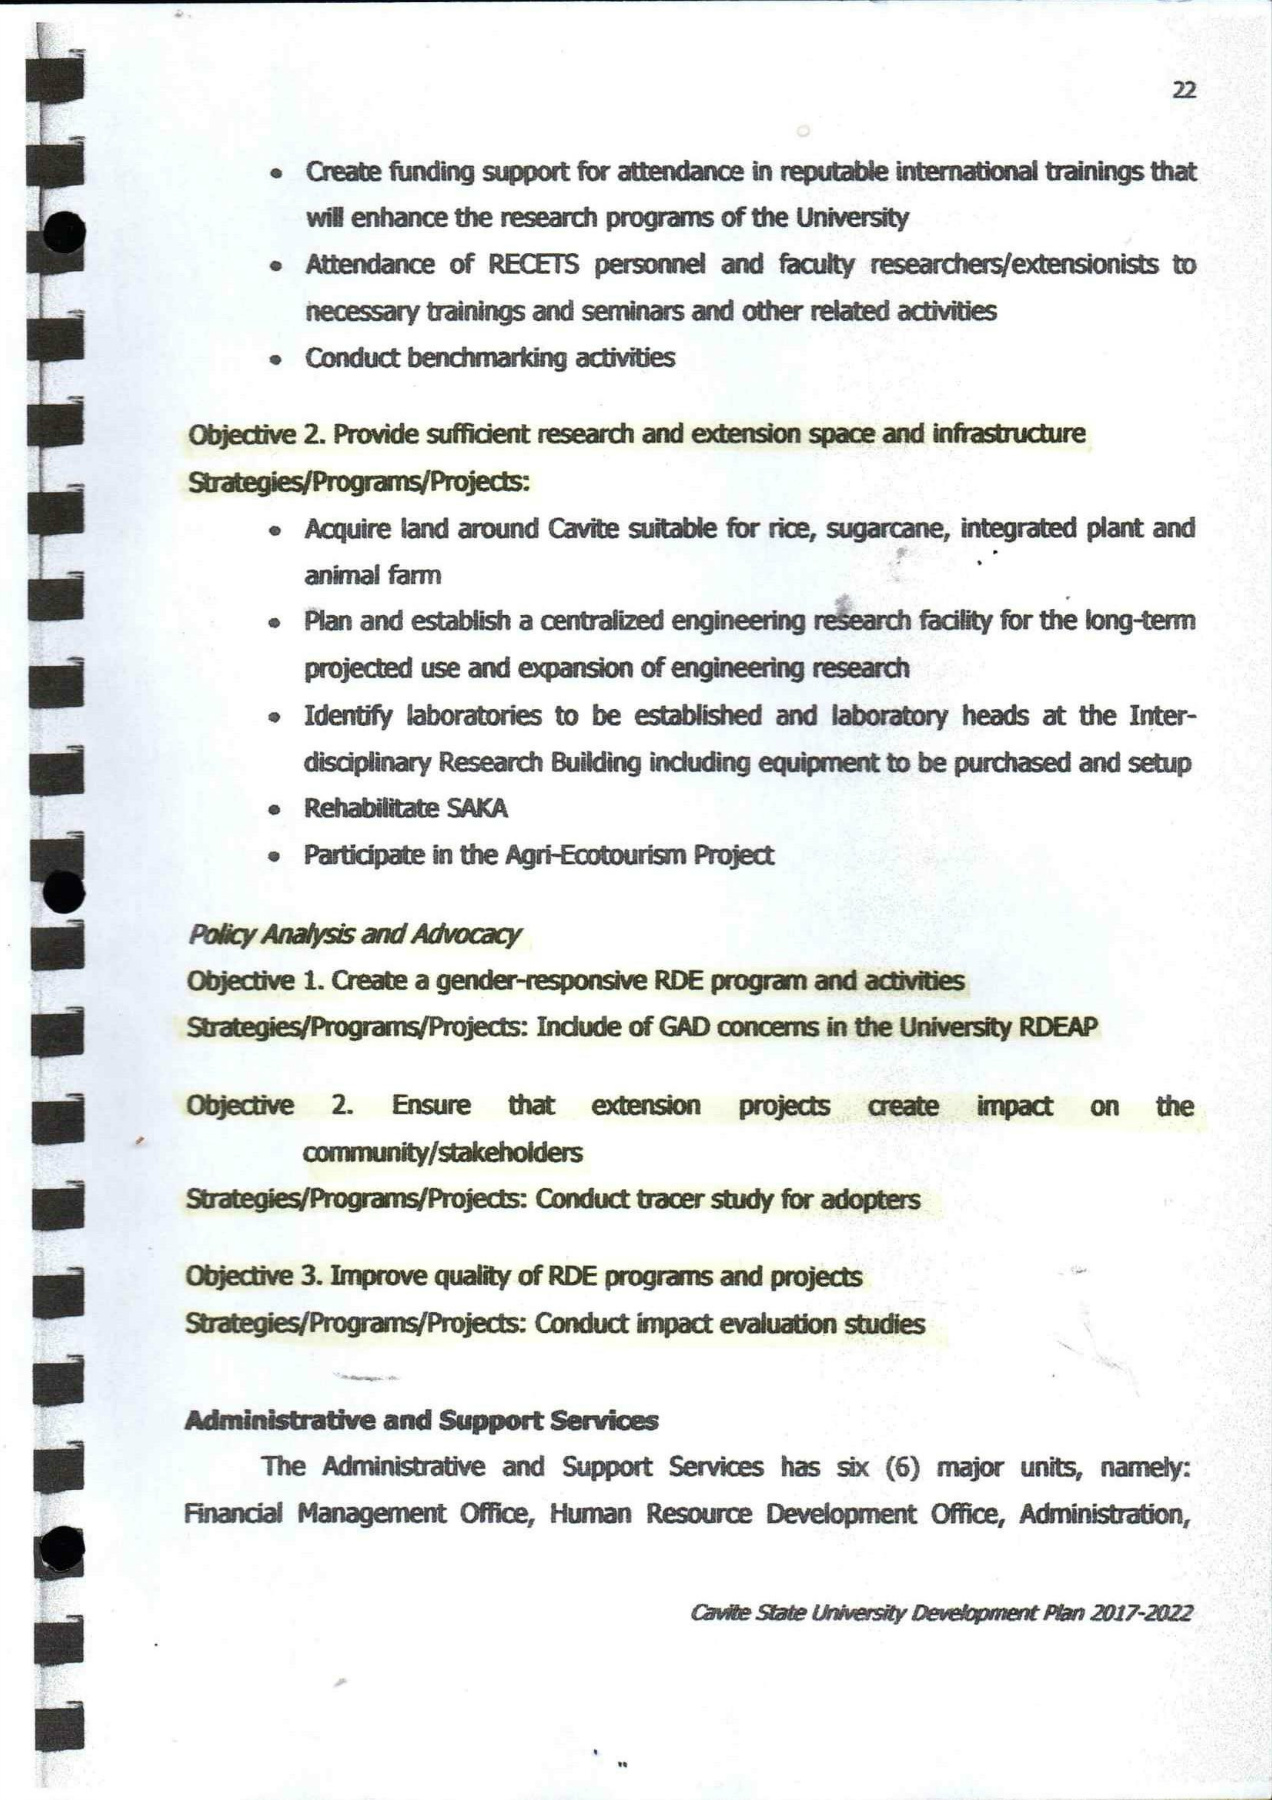 22
• Create funding support for attendance in reputable international trainings that
will enhance the research programs of the University
• Attendance of RECETS personnel and faculty researchers/extensionists to
necessary trainings and seminars and other related activities
• Conduct benchmarking activities
Objective 2. Provide sufficient research and extension space and infrastructure
Strategies/Programs/Projects:
• Acquire land around Cavite suitable for rice, sugarcane, integrated plant and
animal farm
• Plan and establish a centralized engineering research facility for the long-term
projected use and expansion of engineering research
• Identify laboratories to be established and laboratory heads at the Inter-
disciplinary Research Building including equipment to be purchased and setup
• Rehabilitate SAKA
• Participate in the Agri-Ecotourism Project
Policy Analysis and Advocacy
Objective 1. Create a gender-responsive RDE program and activities
Strategies/Programs/Projects: Include of GAD concerns in the University RDEAP
Objective 2. Ensure that extension projects create impact on the
community/stakeholders
Strategies/Programs/Projects: Conduct tracer study for adopters
Objective 3. Improve quality of RDE programs and projects
Strategies/Programs/Projects: Conduct impact evaluation studies
Administrative and Support Services
The Administrative and Support Services has six (6) major units, namely:
Financial Management Office, Human Resource Development Office, Administration,
Cavite State University Development Plan 2017-2022